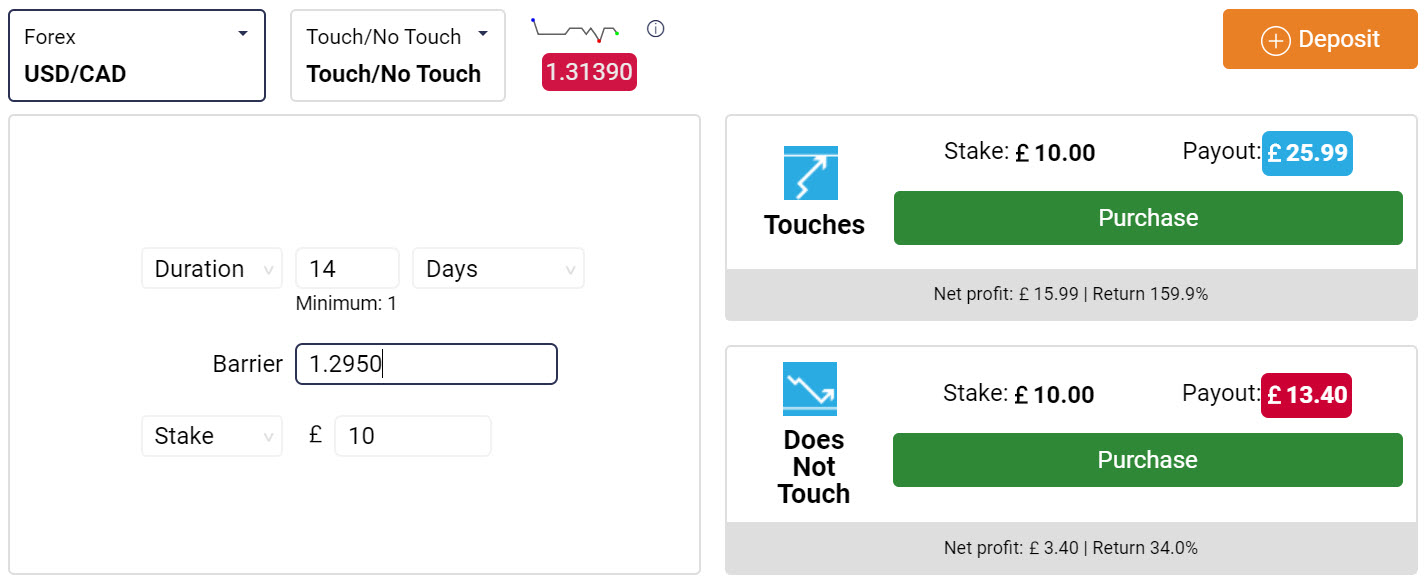 Forex
USD/CAD
Touch/No Touch
Touch/No Touch
1.31390
Deposit
Duration 14 Days
Minimum: 1
Barrier 1.2950
Stake £ 10
Stake: £ 10.00 Payout: £ 25.99
Touches
Purchase
Net profit: £ 15.99 | Return 159.9%
Stake: £ 10.00 Payout: £ 13.40
Does
Not
Touch
Purchase
Net profit: £ 3.40 | Return 34.0%